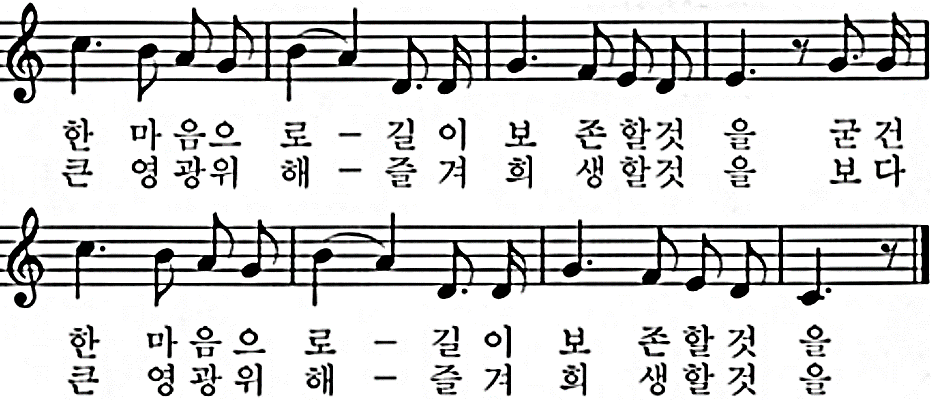 한 마 음으 로 - 길 이 보 존할것 을 굳 건
큰 영 광위 해 - 즐 겨 희 생할것 을 보 다
한 마 음 으 로 - 길 이 보 존 할 것 을
큰 영 광 위 해 - 즐 겨 희 생 할 것 을